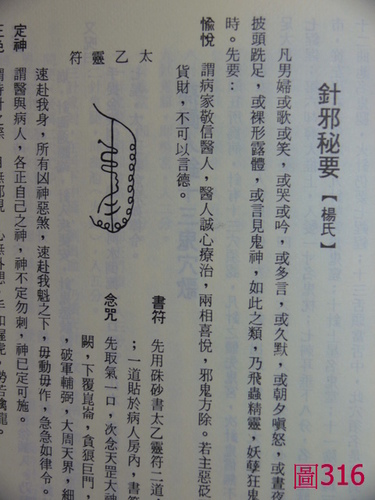 針邪秘要【楊氏】
凡男婦或歌或笑，或哭或吟，或多言，或久默，或朝夕嗔怒，或晝夜
披頭跣足，或裸形露體，或言見鬼神，如此之類，乃飛蟲精靈，妖孽狂鬼
時。先要：
愉悅　謂病家敬信醫人，醫人誠心療治，兩相喜悅，邪鬼方除。若主惡砭
貨財，不可以言德。
太乙靈符
書符　先用硃砂書太乙靈符二道
；一道貼於病人房內，書符
念咒　先取氣一口，次念天罡大神
闕，下覆崑崙，貪狼巨門，
，破軍輔弼，大周天界，細
速赴我身，所有凶神惡煞，速赴我魁之下，毋動毋作，急急如律令。
定神　謂醫與病人，各正自己之神，神不定勿刺，神已定可施。
圖316